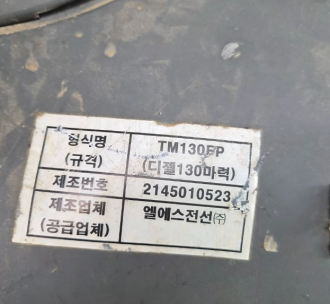 형식명 TM130FP
(규격) (디젤130마력)
제조번호 2145010523
제조업체 엘에스전선㈜
(공급업체)